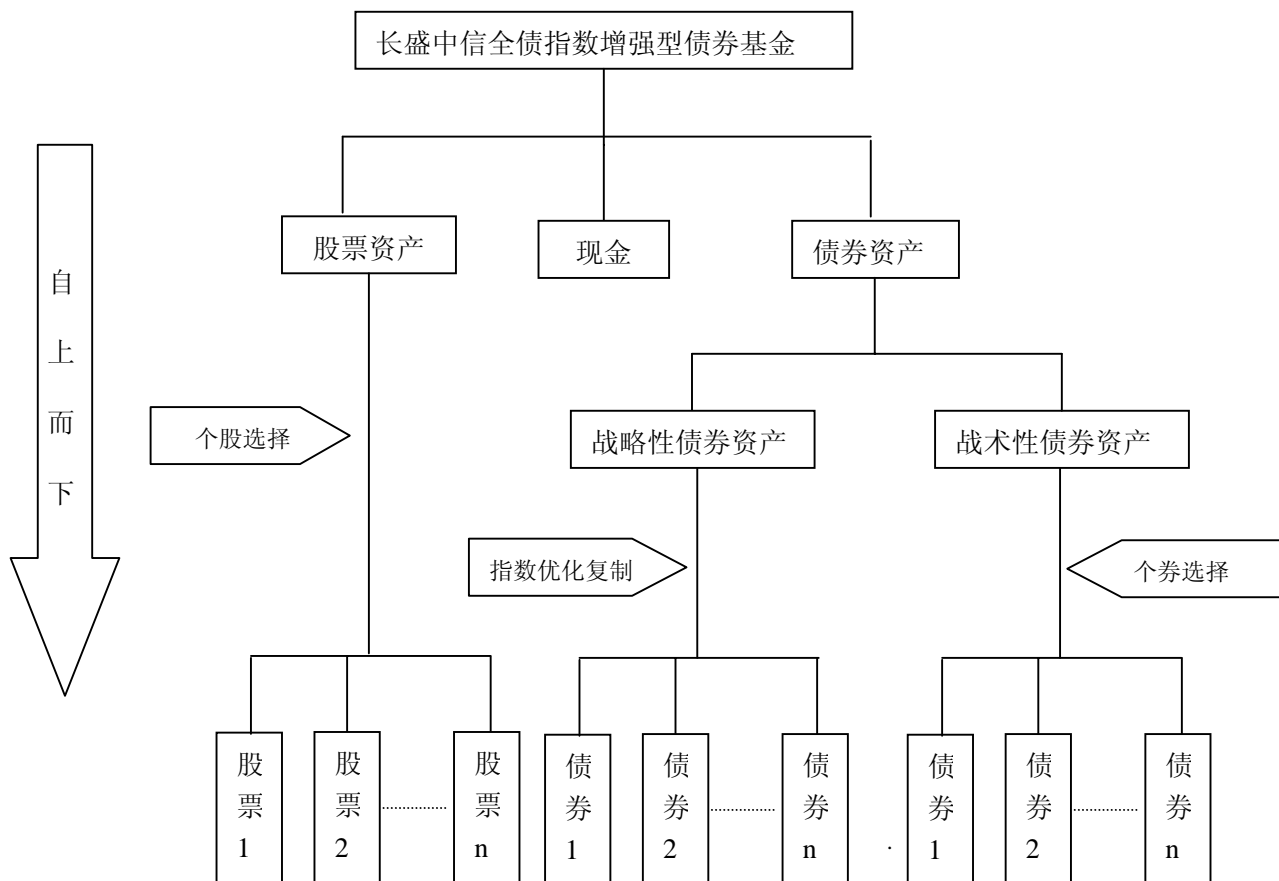 长盛中信全债指数增强型债券基金
股票资产
现金
债券资产
自上而下
个股选择
战略性债券资产
战术性债券资产
指数优化复制
个券选择
股票1
股票2
………
股票n
债券1
债券2
………
债券n
.
债券1
债券2
………
债券n